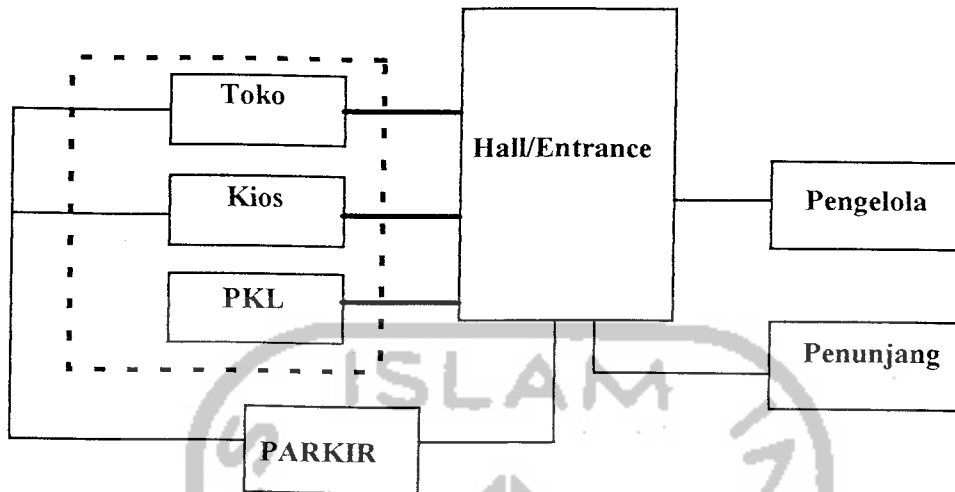 Toko
Hall/Entrance
Kios
Pengelola
PKL
Penunjang
ISLAM
PARKIR